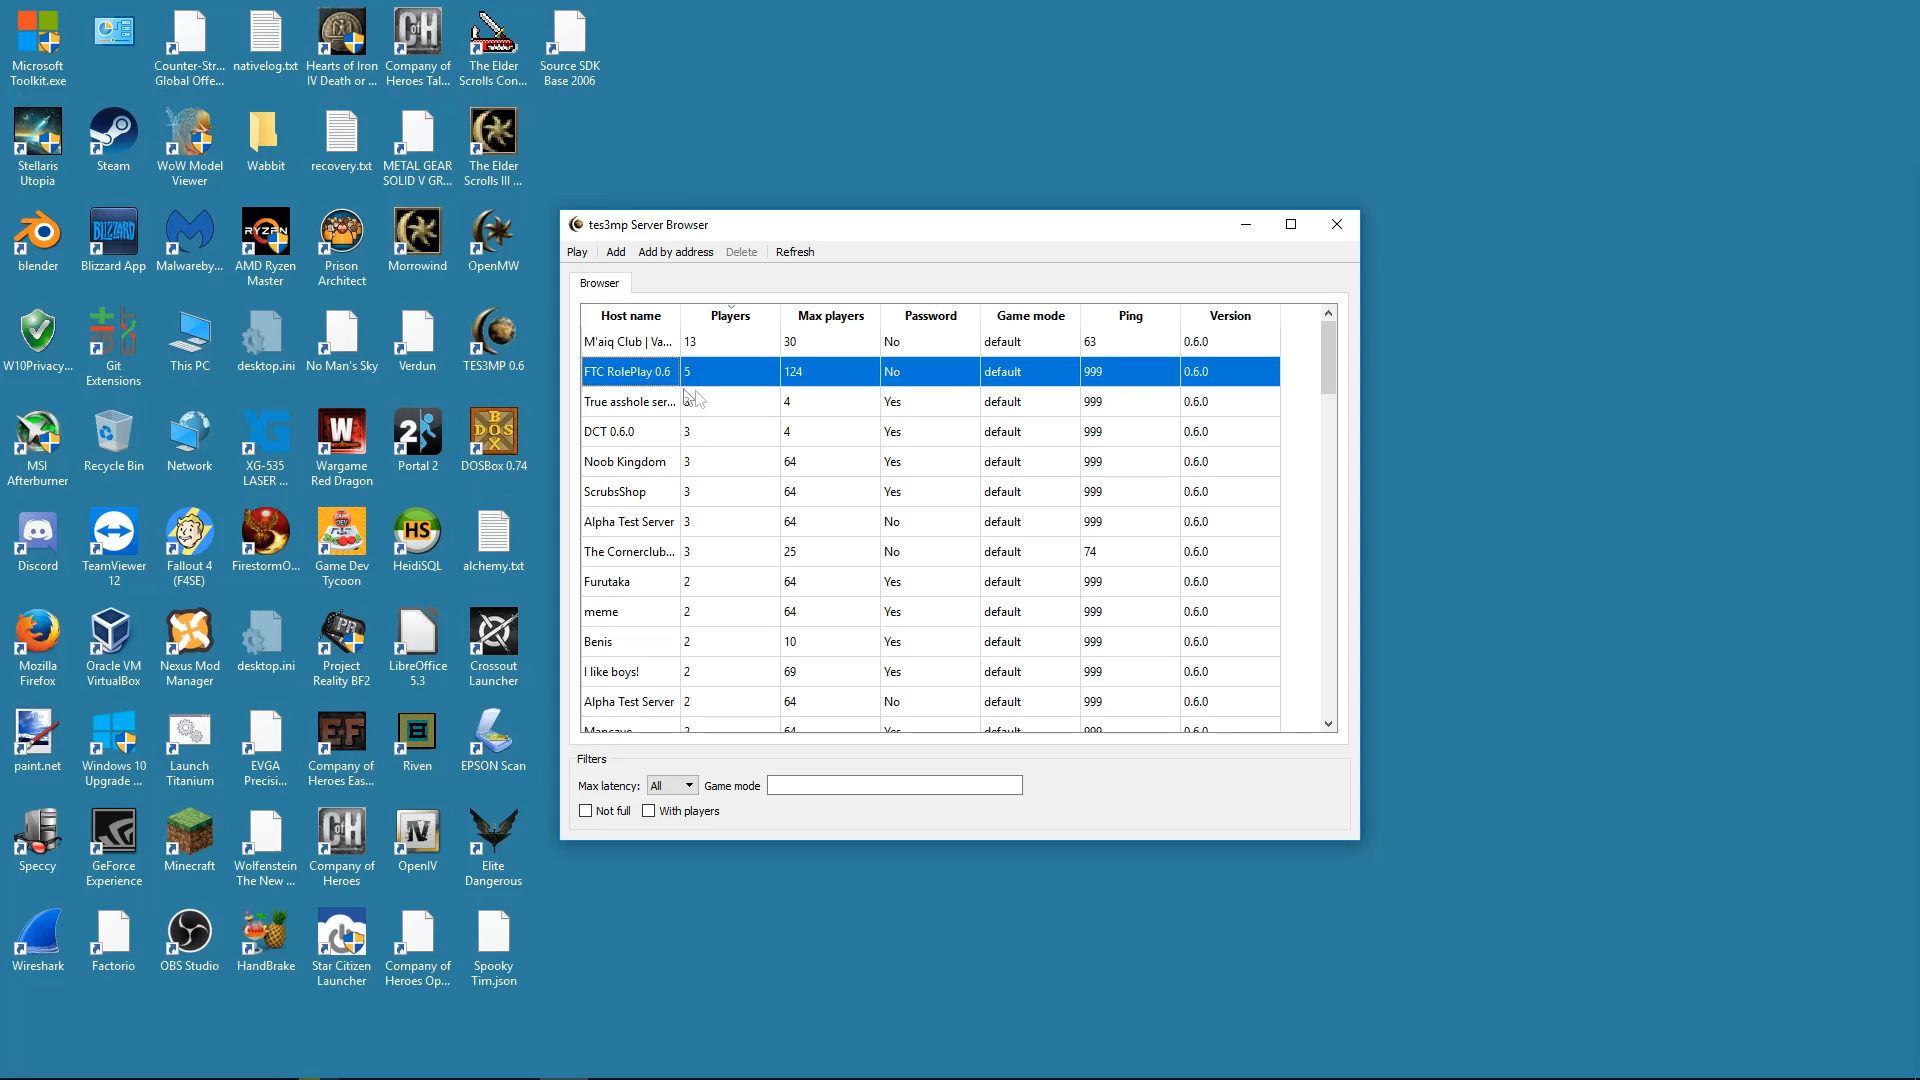 Microsoft
Toolkit.exe
Counter-Str...
Global Offe...
nativelog.txt
Hearts of Iron
IV Death or ...
Company of
Heroes Tal...
The Elder
Scrolls Con...
Source SDK
Base 2006
Stellaris
Utopia
Steam
WoW Model
Viewer
Wabbit
recovery.txt
METAL GEAR
SOLID V GR...
The Elder
Scrolls III ...
blender
Blizzard App
Malwareby...
AMD Ryzen
Master
Prison
Architect
Morrowind
OpenMW
W10Privacy...
Git
Extensions
This PC
desktop.ini
No Man's Sky
Verdun
TES3MP 0.6
MSI
Afterburner
Recycle Bin
Network
XG-535
LASER ...
Wargame
Red Dragon
Portal 2
DOSBox 0.74
Discord
TeamViewer
12
Fallout 4
(F4SE)
FirestormO...
Game Dev
Tycoon
HeidiSQL
alchemy.txt
Mozilla
Firefox
Oracle VM
VirtualBox
Nexus Mod
Manager
desktop.ini
Project
Reality BF2
LibreOffice
5.3
Crossout
Launcher
paint.net
Windows 10
Upgrade ...
Launch
Titanium
EVGA
Precisi...
Company of
Heroes Eas...
Riven
EPSON Scan
Speccy
GeForce
Experience
Minecraft
Wolfenstein
The New ...
Company of
Heroes
OpenIV
Elite
Dangerous
Wireshark
Factorio
OBS Studio
HandBrake
Star Citizen
Launcher
Company of
Heroes Op...
Spooky
Tim.json
tes3mp Server Browser
Play Add Add by address Delete Refresh
Browser
Host name Players Max players Password Game mode Ping Version
M'aiq Club | Va... 13 30 No default 63 0.6.0
FTC RolePlay 0.6 5 124 No default 999 0.6.0
True asshole ser... 4 Yes default 999 0.6.0
DCT 0.6.0 3 4 Yes default 999 0.6.0
Noob Kingdom 3 64 Yes default 999 0.6.0
ScrubsShop 3 64 Yes default 999 0.6.0
Alpha Test Server 3 64 No default 999 0.6.0
The Cornerclub... 3 25 No default 74 0.6.0
Furutaka 2 64 Yes default 999 0.6.0
meme 2 64 Yes default 999 0.6.0
Benis 2 10 Yes default 999 0.6.0
I like boys! 2 69 Yes default 999 0.6.0
Alpha Test Server 2 64 No default 999 0.6.0
Mancave 2 64 Yes default 999 0.6.0
Filters
Max latency: All Game mode
Not full With players